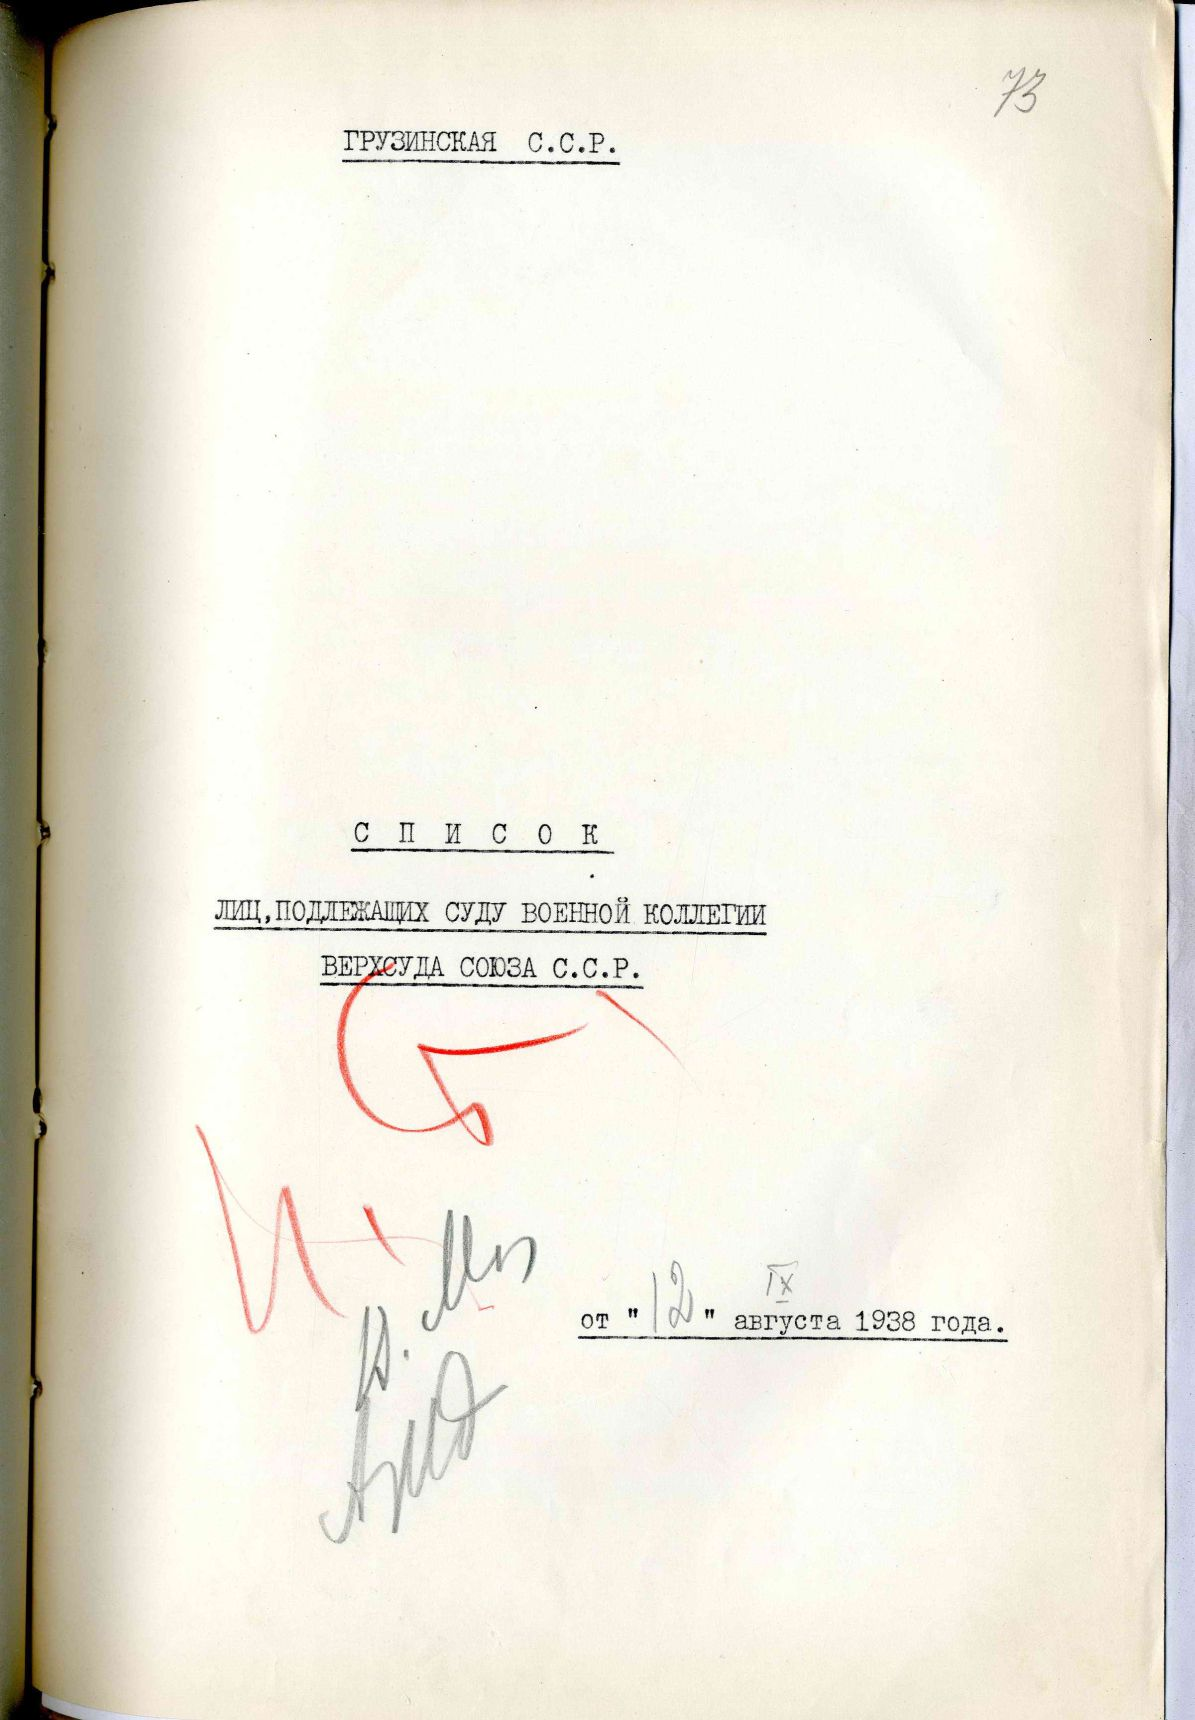 73
ГРУЗИНСКАЯ С.С.Р.
С П И С О К
ЛИЦ,ПОДЛЕЖАЩИХ СУДУ ВОЕННОЙ КОЛЛЕГИИ
ВЕРХСУДА СОЮЗА С.С.Р.
IX
от "12" августа 1938 года.